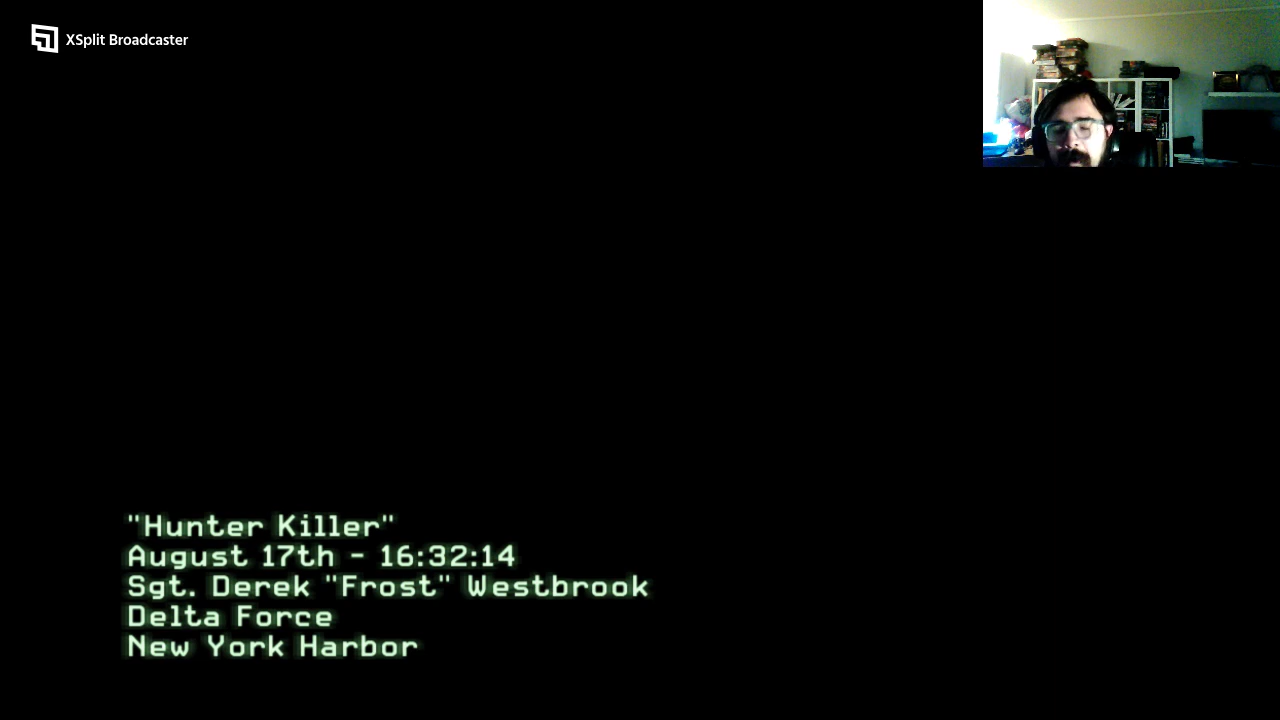 XSplit Broadcaster
"Hunter Killer"
August 17th - 16:32:14
Sgt. Derek "Frost" Westbrook
Delta Force
New York Harbor